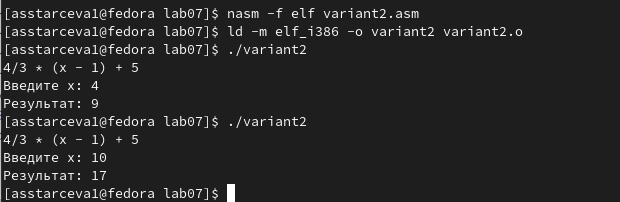 [asstarceva1@fedora lab07]$ nasm -f elf variant2.asm
[asstarceva1@fedora lab07]$ ld -m elf_i386 -o variant2 variant2.o
[asstarceva1@fedora lab07]$ ./variant2
4/3 * (x - 1) + 5
Введите x: 4
Результат: 9
[asstarceva1@fedora lab07]$ ./variant2
4/3 * (x - 1) + 5
Введите x: 10
Результат: 17
[asstarceva1@fedora lab07]$